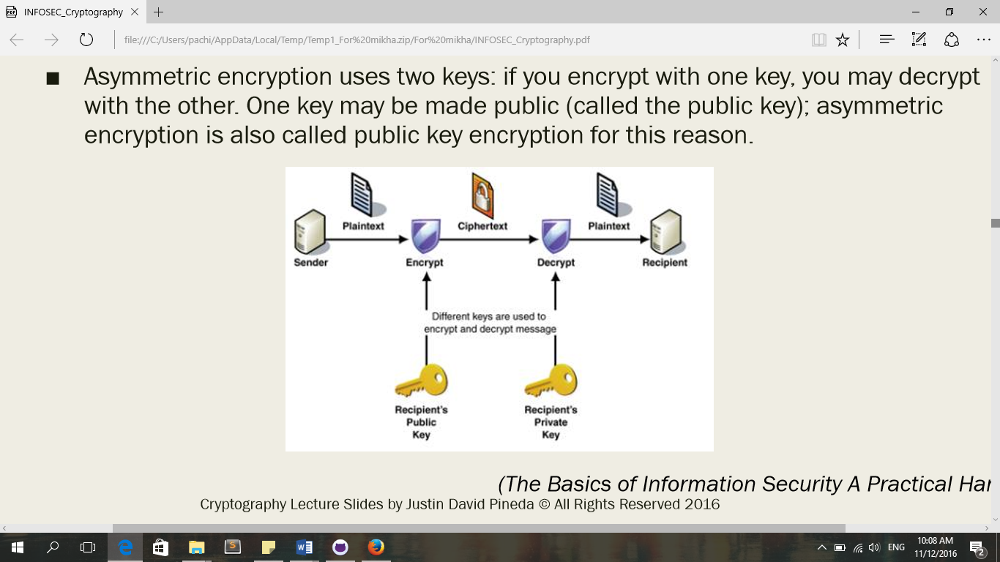 INFOSEC_Cryptography
file:///C:/Users/pachi/AppData/Local/Temp/Temp1_For%20mikha.zip/For%20mikha/INFOSEC_Cryptography.pdf
Asymmetric encryption uses two keys: if you encrypt with one key, you may decrypt
with the other. One key may be made public (called the public key); asymmetric
encryption is also called public key encryption for this reason.
Plaintext
Ciphertext
Plaintext
Sender
Encrypt
Decrypt
Recipient
Different keys are used to
encrypt and decrypt message
Recipient's
Public
Key
Recipient's
Private
Key
(The Basics of Information Security A Practical Har
Cryptography Lecture Slides by Justin David Pineda © All Rights Reserved 2016
ENG
10:08 AM
11/12/2016
2